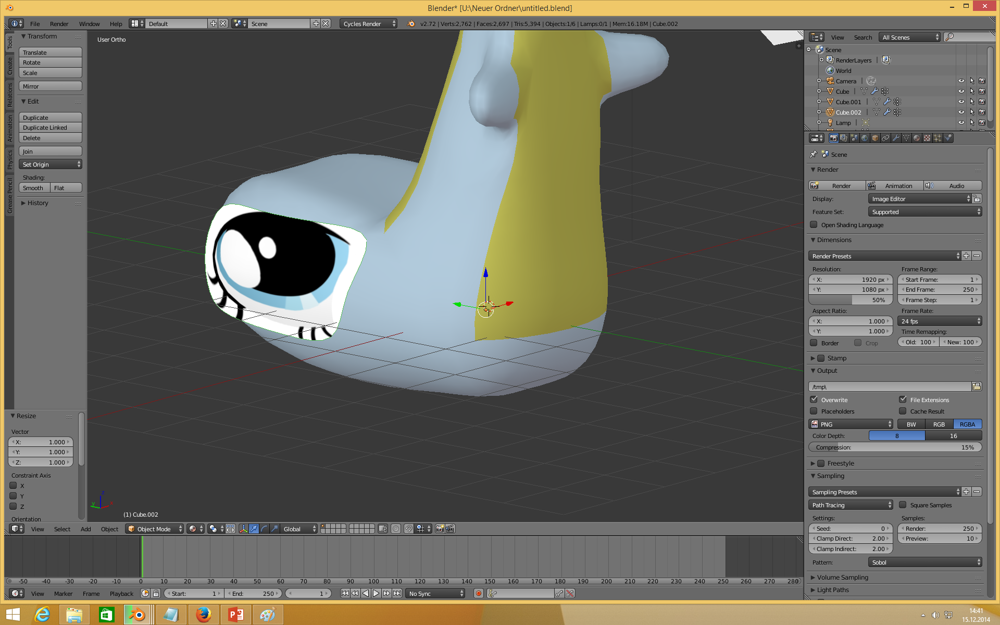 Blender* [U:\Neuer Ordner\untitled.blend]
File Render Window Help Default Scene Cycles Render v2.72 | Verts:2,762 | Faces:2,697 | Tris:5,394 | Objects:1/6 | Lamps:0/1 | Mem:16.18M | Cube.002
Tools
Create
Relations
Animation
Physics
Grease Pencil
Transform
Translate
Rotate
Scale
Mirror
Edit
Duplicate
Duplicate Linked
Delete
Join
Set Origin
Shading:
Smooth Flat
History
Resize
Vector
X: 1.000
Y: 1.000
Z: 1.000
Constraint Axis
X
Y
Z
Orientation
User Ortho
z
y
x
(1) Cube.002
View Select Add Object Object Mode Global
-50 -40 -30 -20 -10 0 10 20 30 40 50 60 70 80 90 100 110 120 130 140 150 160 170 180 190 200 210 220 230 240 250 260 270 280
View Marker Frame Playback Start: 1 End: 250 1 No Sync
View Search All Scenes
Scene
RenderLayers |
World
Camera |
Cube |
Cube.001 |
Cube.002 |
Lamp |
Scene
Render
Render Animation Audio
Display: Image Editor
Feature Set: Supported
Open Shading Language
Dimensions
Render Presets
Resolution: Frame Range:
X: 1920 px Start Frame: 1
Y: 1080 px End Frame: 250
50% Frame Step: 1
Aspect Ratio: Frame Rate:
X: 1.000 24 fps
Y: 1.000 Time Remapping:
Border Crop Old: 100 New: 100
Stamp
Output
/tmp\
Overwrite File Extensions
Placeholders Cache Result
PNG BW RGB RGBA
Color Depth: 8 16
Compression: 15%
Freestyle
Sampling
Sampling Presets
Path Tracing Square Samples
Settings: Samples:
Seed: 0 Render: 250
Clamp Direct: 2.00 Preview: 10
Clamp Indirect: 2.00
Pattern: Sobol
Volume Sampling
Light Paths
14:41
15.12.2014